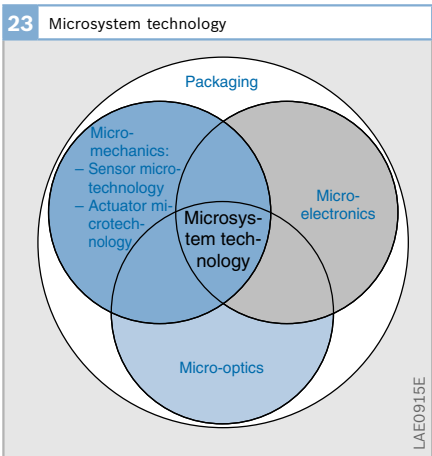 23 Microsystem technology
Packaging
Micro-
mechanics:
– Sensor micro-
technology
– Actuator mi-
crotech-
nology
Micro-
electronics
Microsys-
tem tech-
nology
Micro-optics
LAE0915E